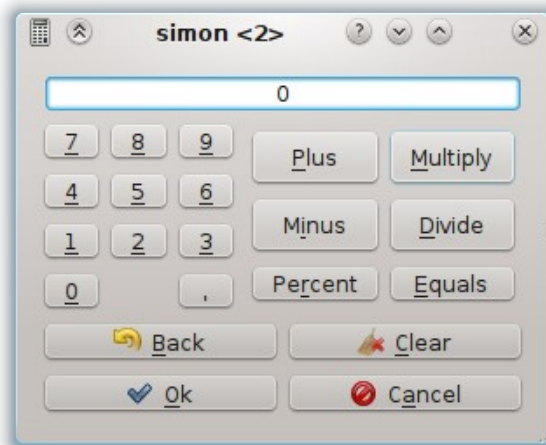 simon <2>
0
7 8 9 Plus Multiply
4 5 6 Minus Divide
1 2 3
0 , Percent Equals
Back Clear
Ok Cancel